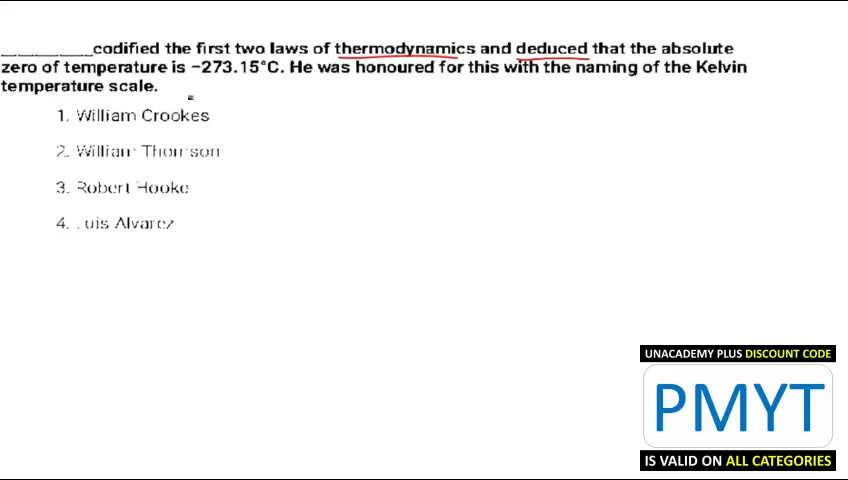 ________codified the first two laws of thermodynamics and deduced that the absolute
zero of temperature is −273.15°C. He was honoured for this with the naming of the Kelvin
temperature scale.
1. William Crookes
2. William Thomson
3. Robert Hooke
4. Luis Alvarez
UNACADEMY PLUS DISCOUNT CODE
PMYT
IS VALID ON ALL CATEGORIES